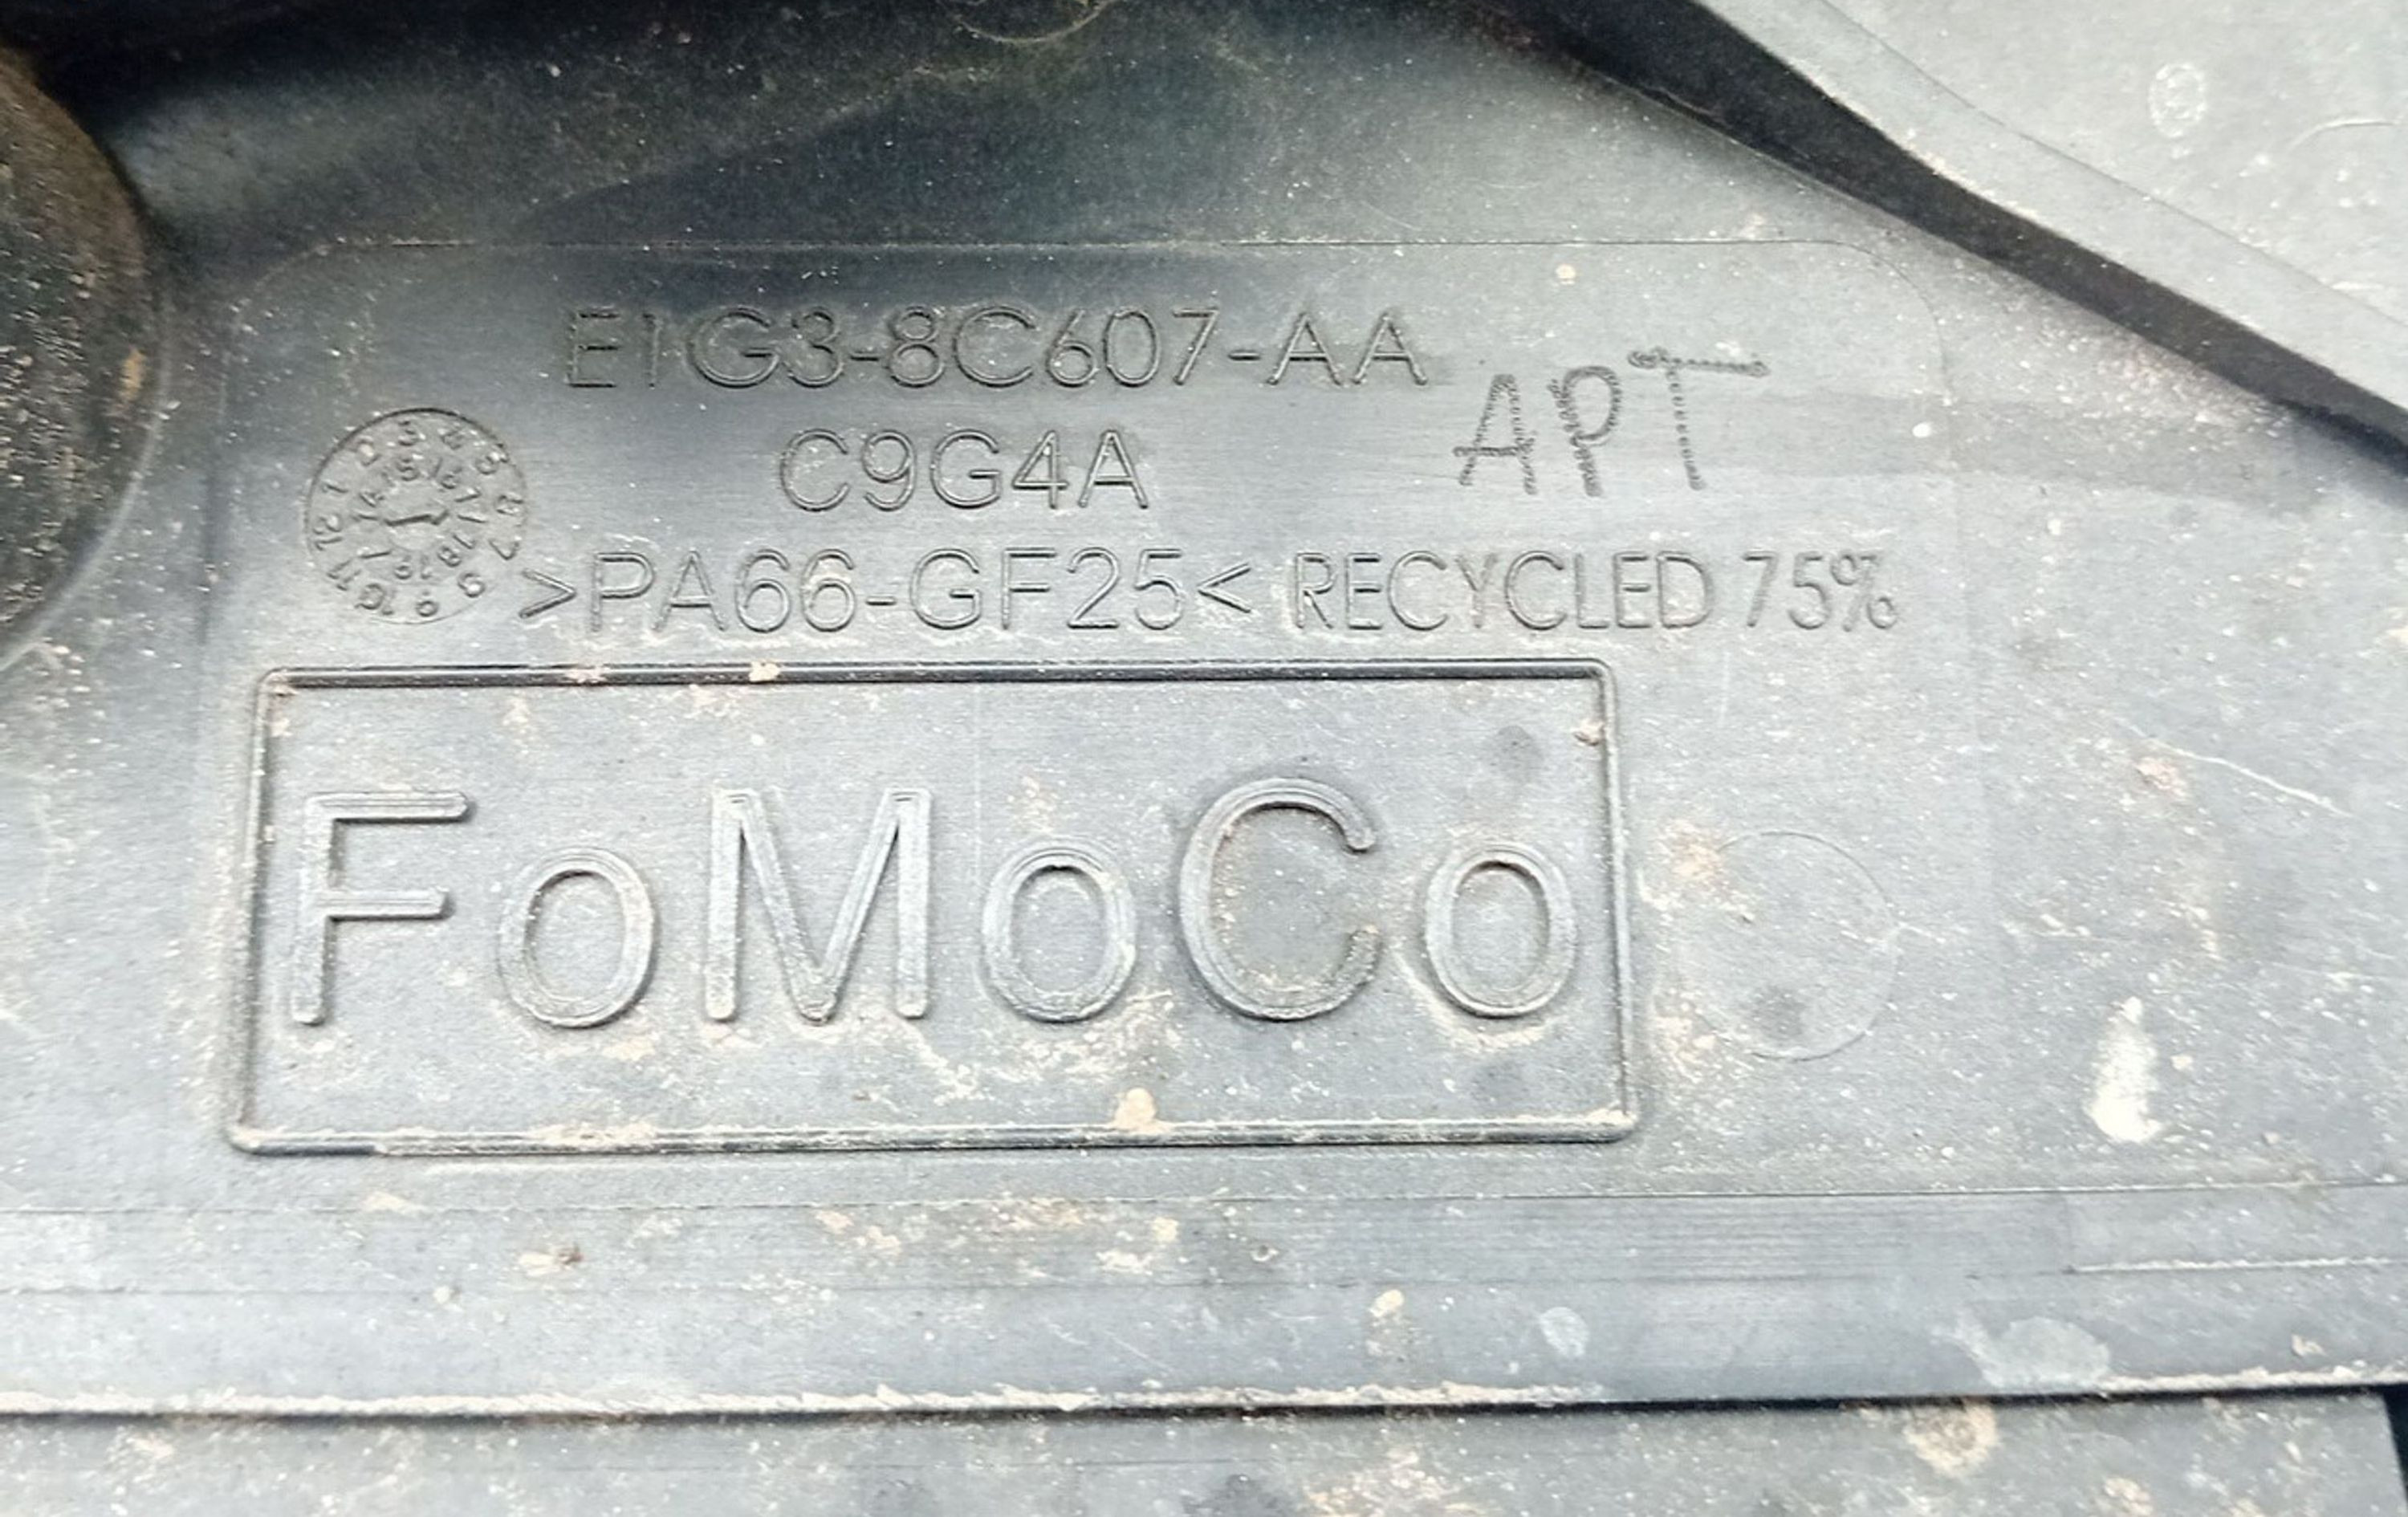 E1G3-8C607-AA
APT
C9G4A
>PA66-GF25< RECYCLED 75%
FoMoCo